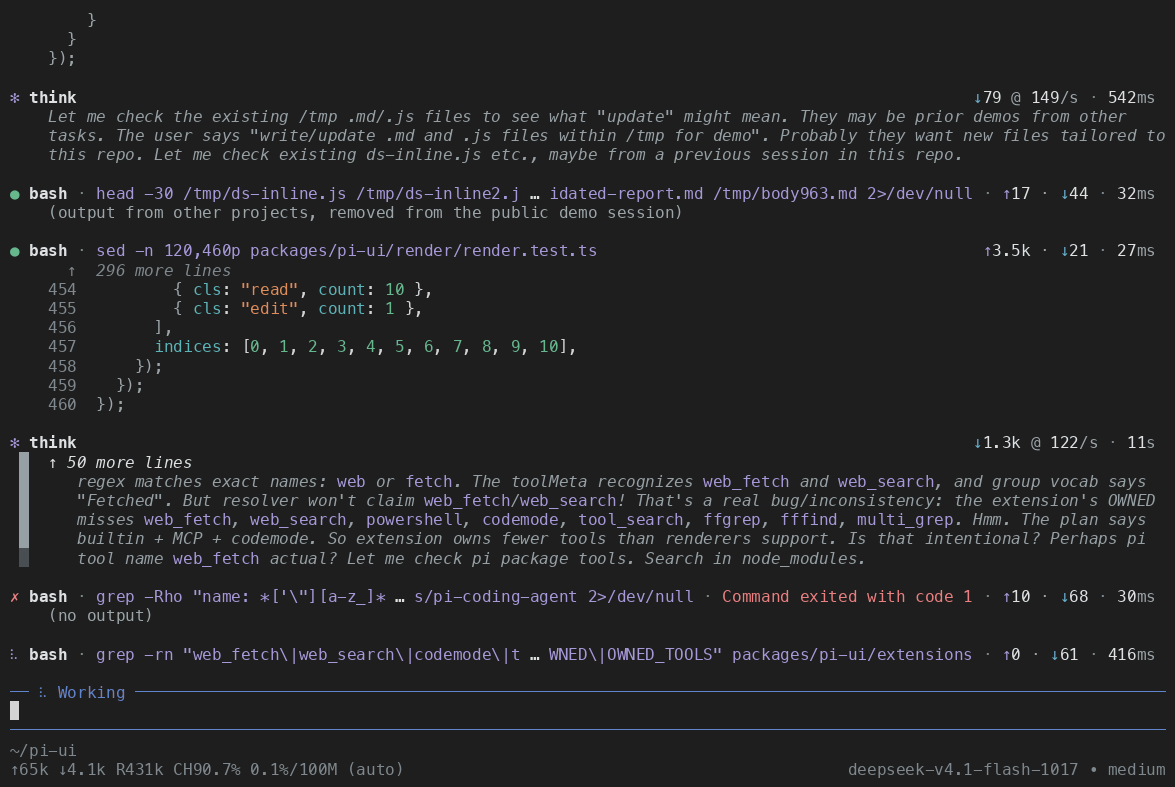 }
      }
    });
✻ think ↓79 @ 149/s · 542ms
Let me check the existing /tmp .md/.js files to see what "update" might mean. They may be prior demos from other
tasks. The user says "write/update .md and .js files within /tmp for demo". Probably they want new files tailored to
this repo. Let me check existing ds-inline.js etc., maybe from a previous session in this repo.
● bash · head -30 /tmp/ds-inline.js /tmp/ds-inline2.j … idated-report.md /tmp/body963.md 2>/dev/null · ↑17 · ↓44 · 32ms
(output from other projects, removed from the public demo session)
● bash · sed -n 120,460p packages/pi-ui/render/render.test.ts ↑3.5k · ↓21 · 27ms
↑ 296 more lines
454         { cls: "read", count: 10 },
455         { cls: "edit", count: 1 },
456       ],
457       indices: [0, 1, 2, 3, 4, 5, 6, 7, 8, 9, 10],
458     });
459   });
460 });
✻ think ↓1.3k @ 122/s · 11s
↑ 50 more lines
regex matches exact names: web or fetch. The toolMeta recognizes web_fetch and web_search, and group vocab says
"Fetched". But resolver won't claim web_fetch/web_search! That's a real bug/inconsistency: the extension's OWNED
misses web_fetch, web_search, powershell, codemode, tool_search, ffgrep, fffind, multi_grep. Hmm. The plan says
builtin + MCP + codemode. So extension owns fewer tools than renderers support. Is that intentional? Perhaps pi
tool name web_fetch actual? Let me check pi package tools. Search in node_modules.
✗ bash · grep -Rho "name: *['\"][a-z_]* … s/pi-coding-agent 2>/dev/null · Command exited with code 1 · ↑10 · ↓68 · 30ms
(no output)
⠧ bash · grep -rn "web_fetch\|web_search\|codemode\|t … WNED\|OWNED_TOOLS" packages/pi-ui/extensions · ↑0 · ↓61 · 416ms
── ⠧ Working ──
~/pi-ui
↑65k ↓4.1k R431k CH90.7% 0.1%/100M (auto) deepseek-v4.1-flash-1017 • medium